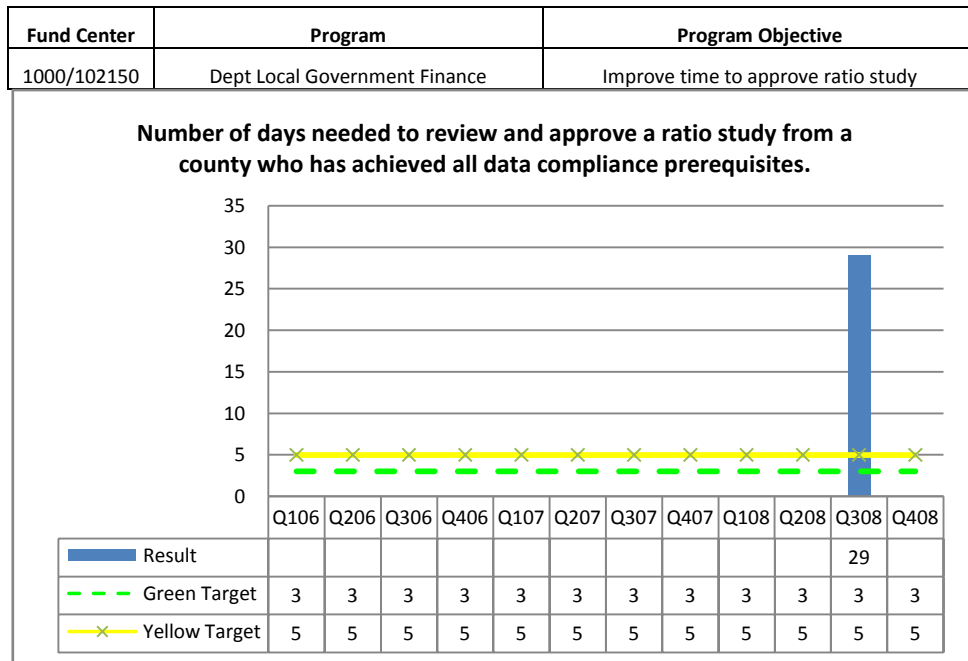 Fund Center Program Program Objective
1000/102150 Dept Local Government Finance Improve time to approve ratio study
Number of days needed to review and approve a ratio study from a
county who has achieved all data compliance prerequisites.
35
30
25
20
15
10
5
0
Q106 Q206 Q306 Q406 Q107 Q207 Q307 Q407 Q108 Q208 Q308 Q408
Result 29
Green Target 3 3 3 3 3 3 3 3 3 3 3 3
Yellow Target 5 5 5 5 5 5 5 5 5 5 5 5